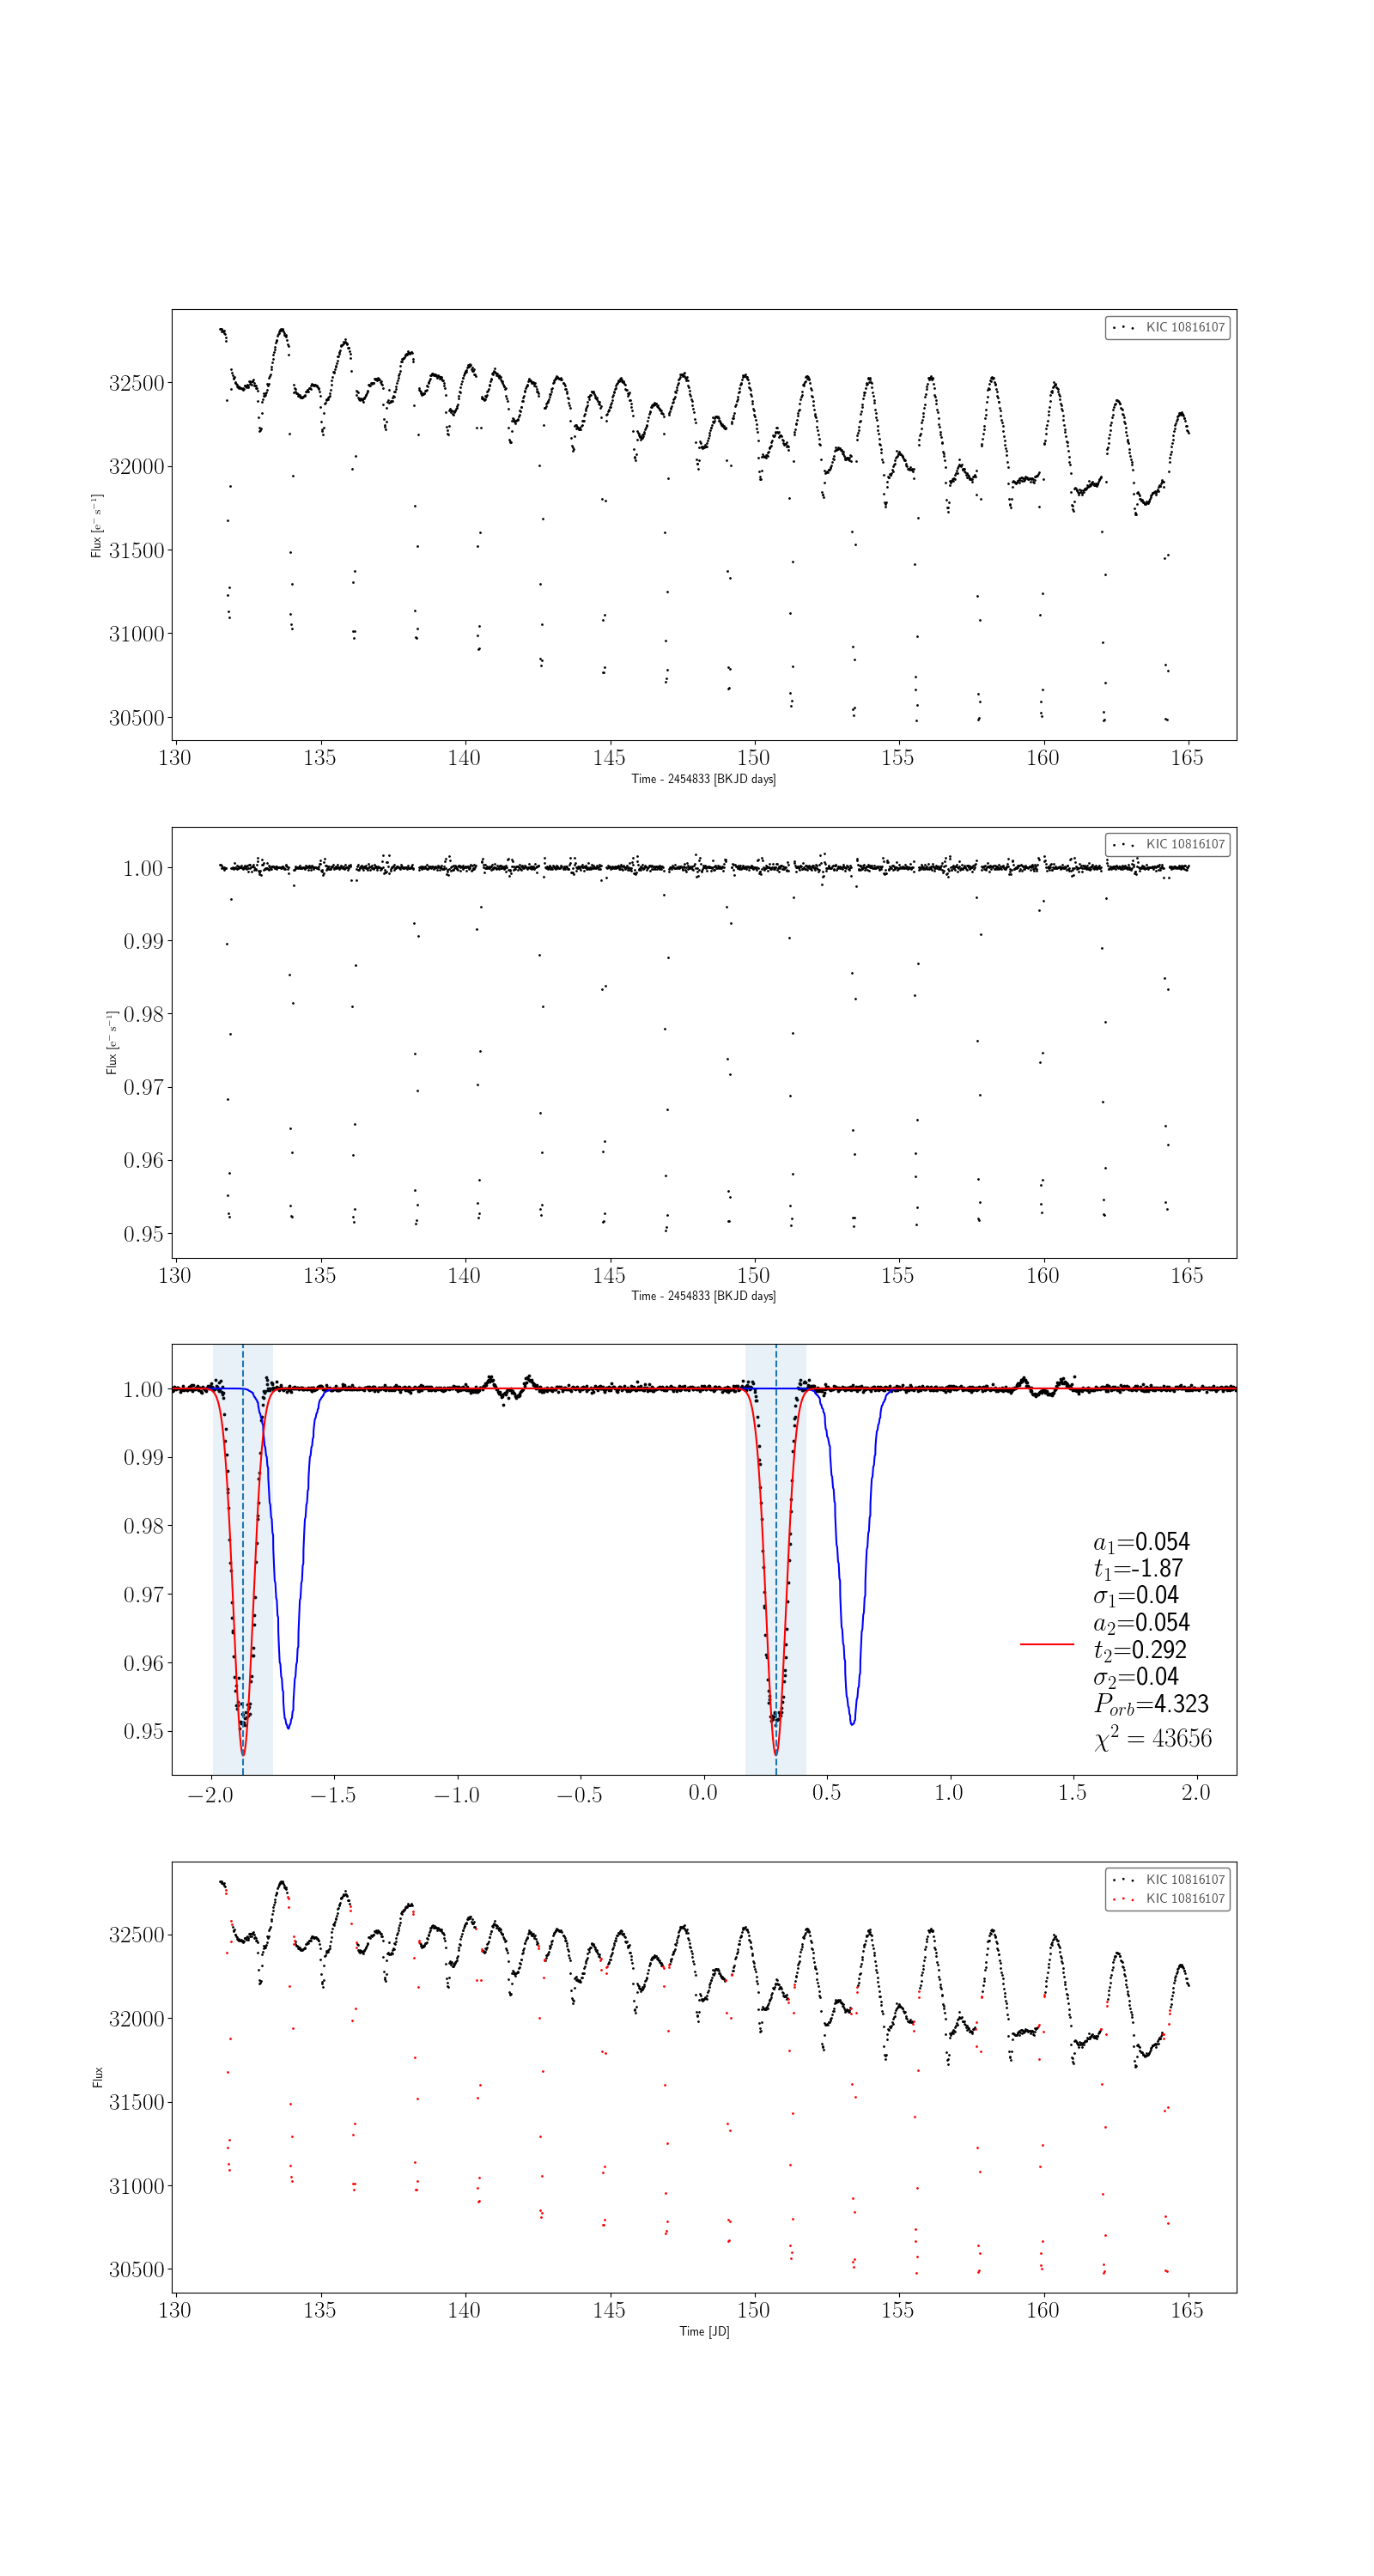 KIC 10816107
32500
32000
31500
31000
30500
Flux [e⁻ s⁻¹]
130 135 140 145 150 155 160 165
Time - 2454833 [BKJD days]
KIC 10816107
1.00
0.99
0.98
0.97
0.96
0.95
Flux [e⁻ s⁻¹]
130 135 140 145 150 155 160 165
Time - 2454833 [BKJD days]
1.00
0.99
0.98
0.97
0.96
0.95
a₁=0.054
t₁=-1.87
σ₁=0.04
a₂=0.054
t₂=0.292
σ₂=0.04
P_orb=4.323
χ² = 43656
−2.0 −1.5 −1.0 −0.5 0.0 0.5 1.0 1.5 2.0
KIC 10816107
KIC 10816107
32500
32000
31500
31000
30500
Flux
130 135 140 145 150 155 160 165
Time [JD]